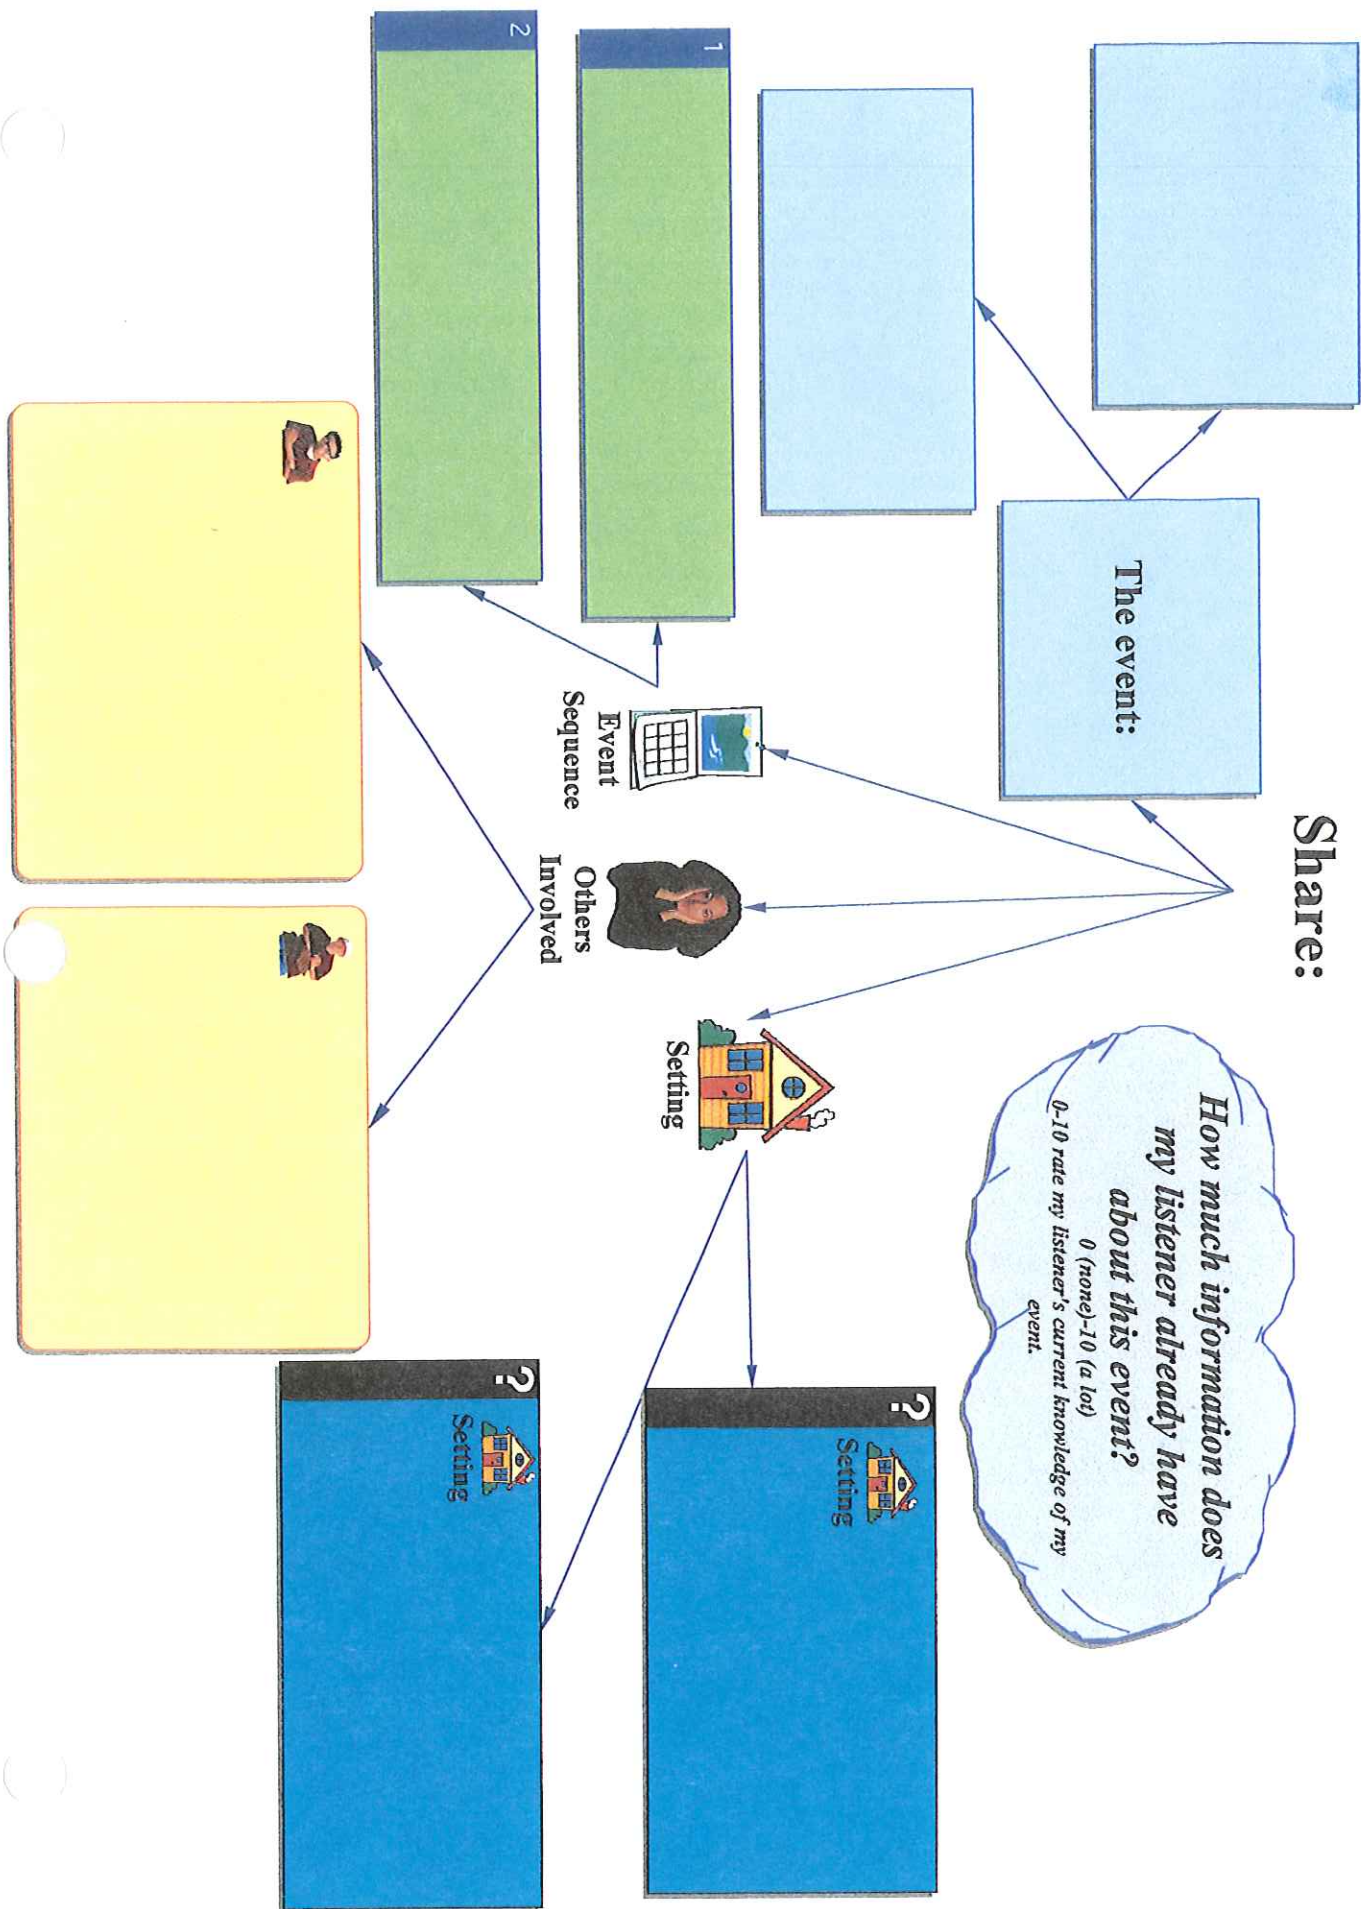 Share:
How much information does
my listener already have
about this event?
0 (none)-10 (a lot)
0-10 rate my listener's current knowledge of my
event.
The event:
1
2
Event
Sequence
Others
Involved
Setting
?
Setting
?
Setting